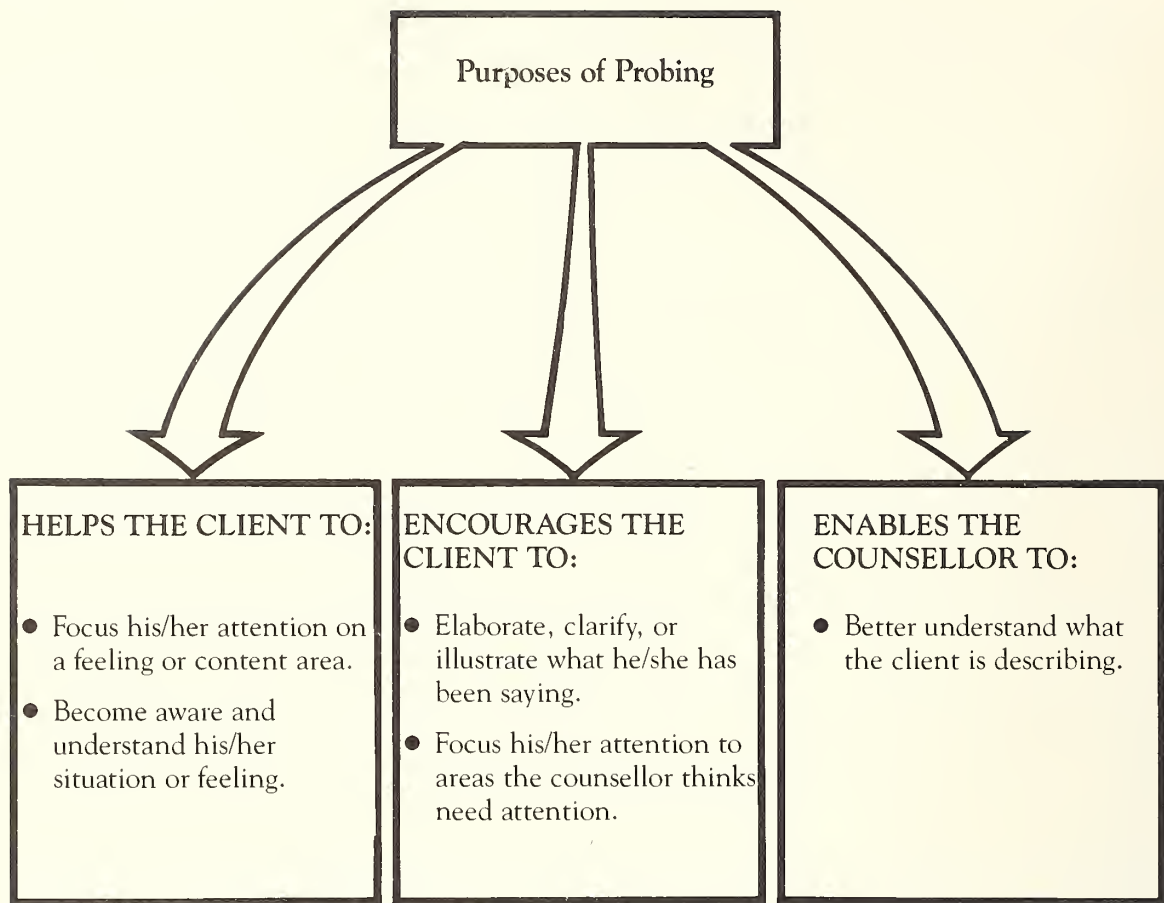 Purposes of Probing
HELPS THE CLIENT TO:
● Focus his/her attention on
a feeling or content area.
● Become aware and
understand his/her
situation or feeling.
ENCOURAGES THE
CLIENT TO:
● Elaborate, clarify, or
illustrate what he/she has
been saying.
● Focus his/her attention to
areas the counsellor thinks
need attention.
ENABLES THE
COUNSELLOR TO:
● Better understand what
the client is describing.